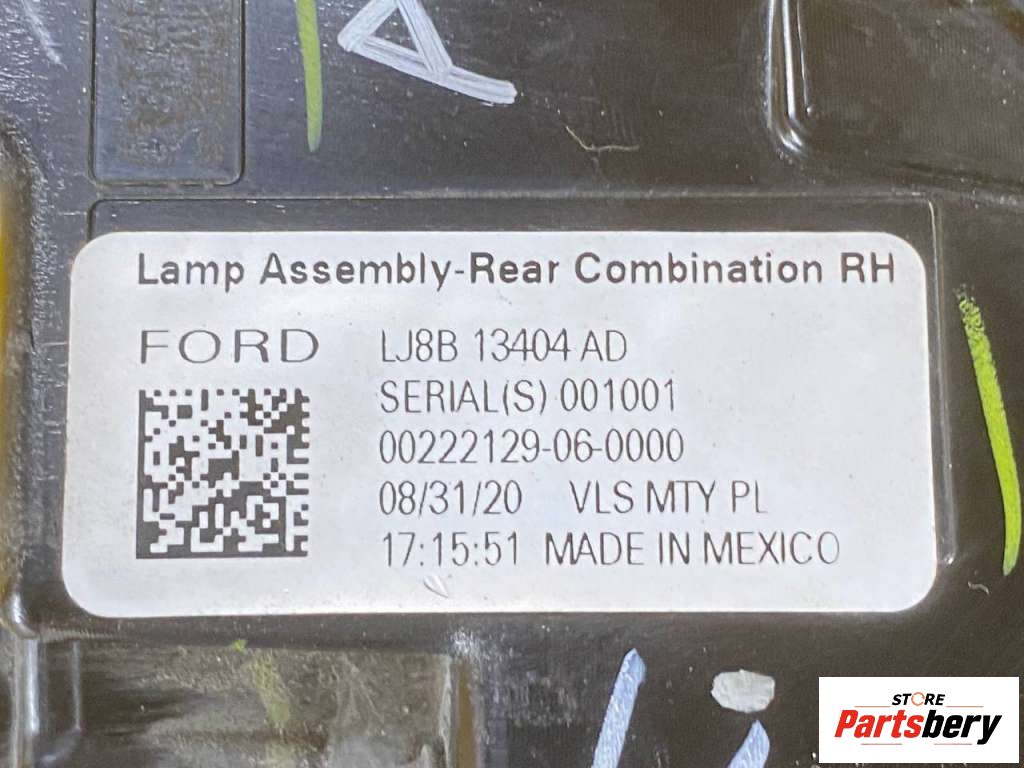 Lamp Assembly-Rear Combination RH
FORD LJ8B 13404 AD
SERIAL(S) 001001
00222129-06-0000
08/31/20 VLS MTY PL
17:15:51 MADE IN MEXICO
STORE
Partsbery